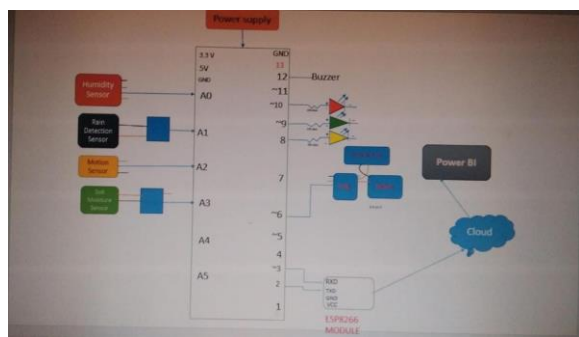 Power supply
3.3 V
5V
GND
GND
13
12
Buzzer
~11
~10
~9
8
7
~6
~5
4
~3
2
1
A0
A1
A2
A3
A4
A5
Humidity
Sensor
Rain
Detection
Sensor
Motion
Sensor
Soil
Moisture
Sensor
Power BI
Cloud
RXD
TXD
GND
VCC
ESP8266
MODULE